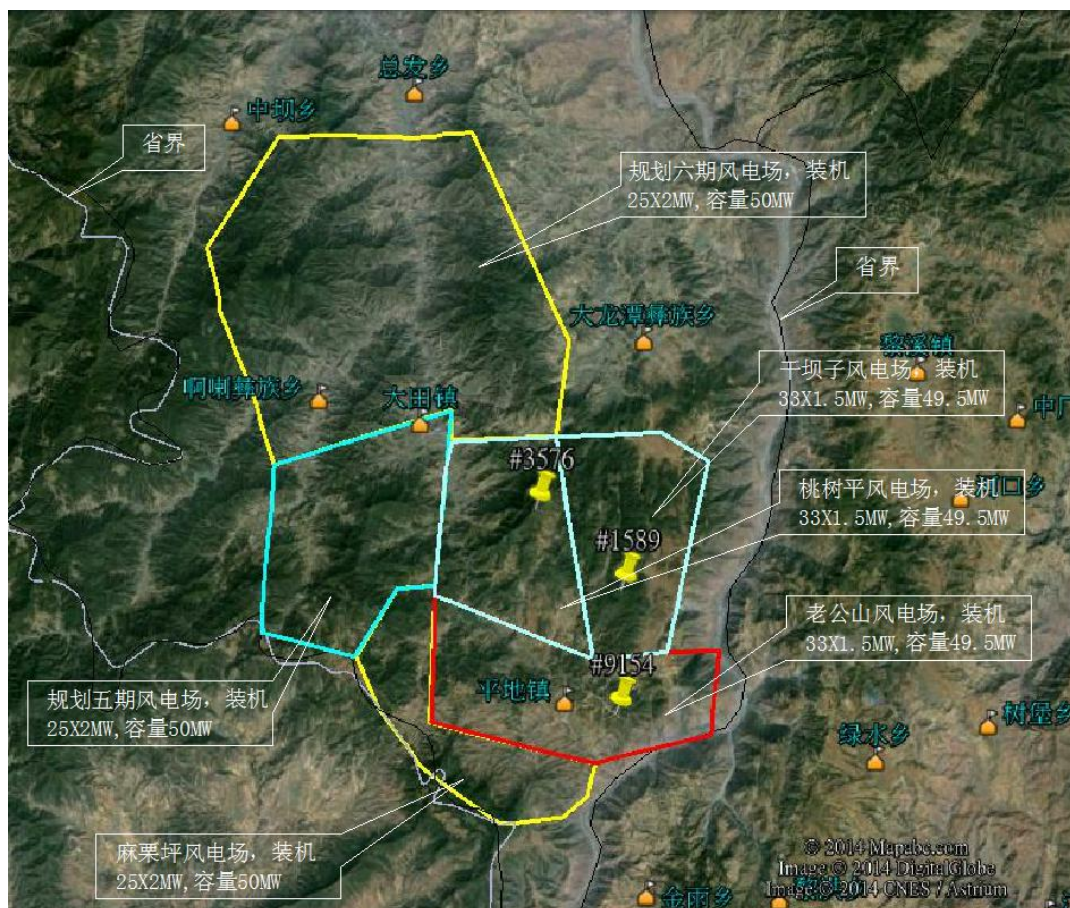 总发乡
中坝乡
省界
规划六期风电场，装机
25X2MW,容量50MW
省界
大龙潭彝族乡
黎溪镇
干坝子风电场，装机
33X1.5MW,容量49.5MW
啊喇彝族乡
大田镇
#3576
桃树平风电场，装机
33X1.5MW,容量49.5MW
#1589
老公山风电场，装机
33X1.5MW,容量49.5MW
#9154
平地镇
规划五期风电场，装机
25X2MW,容量50MW
树堡乡
绿水乡
麻栗坪风电场，装机
25X2MW,容量50MW
© 2014 Mapabc.com
Image © 2014 DigitalGlobe
Image © 2014 CNES / Astrium
金雨乡